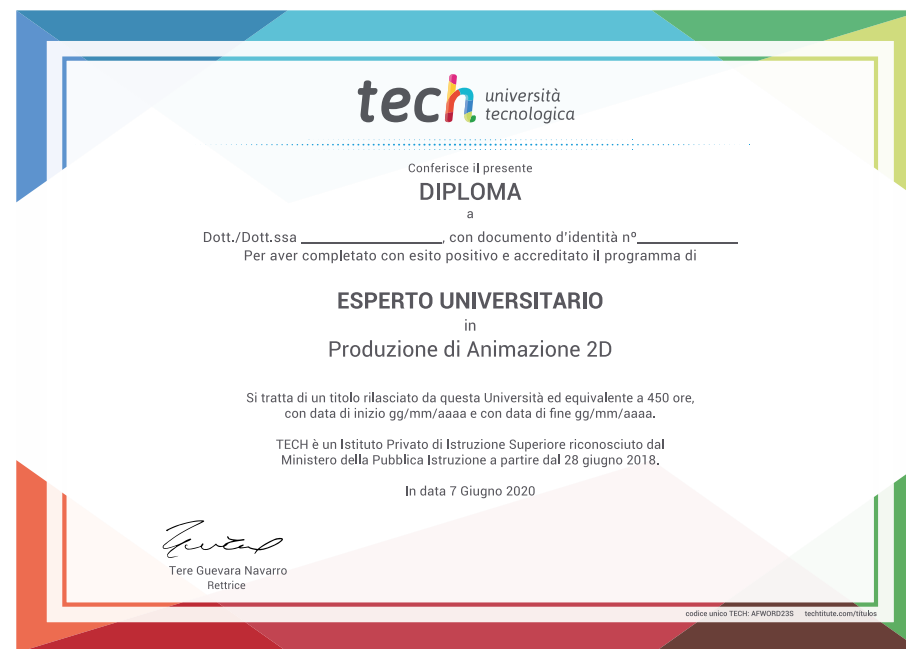 tech università
tecnologica
Conferisce il presente
DIPLOMA
a
Dott./Dott.ssa _________________, con documento d'identità nº____________
Per aver completato con esito positivo e accreditato il programma di
ESPERTO UNIVERSITARIO
in
Produzione di Animazione 2D
Si tratta di un titolo rilasciato da questa Università ed equivalente a 450 ore,
con data di inizio gg/mm/aaaa e con data di fine gg/mm/aaaa.
TECH è un Istituto Privato di Istruzione Superiore riconosciuto dal
Ministero della Pubblica Istruzione a partire dal 28 giugno 2018.
In data 7 Giugno 2020
Tere Guevara Navarro
Rettrice
codice unico TECH: AFWORD23S techtitute.com/títulos